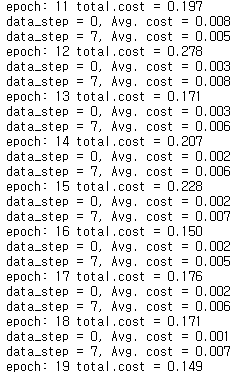 epoch: 11 total.cost = 0.197
data_step = 0, Avg. cost = 0.008
data_step = 7, Avg. cost = 0.005
epoch: 12 total.cost = 0.278
data_step = 0, Avg. cost = 0.003
data_step = 7, Avg. cost = 0.008
epoch: 13 total.cost = 0.171
data_step = 0, Avg. cost = 0.003
data_step = 7, Avg. cost = 0.006
epoch: 14 total.cost = 0.207
data_step = 0, Avg. cost = 0.002
data_step = 7, Avg. cost = 0.006
epoch: 15 total.cost = 0.228
data_step = 0, Avg. cost = 0.002
data_step = 7, Avg. cost = 0.007
epoch: 16 total.cost = 0.150
data_step = 0, Avg. cost = 0.002
data_step = 7, Avg. cost = 0.005
epoch: 17 total.cost = 0.176
data_step = 0, Avg. cost = 0.002
data_step = 7, Avg. cost = 0.006
epoch: 18 total.cost = 0.171
data_step = 0, Avg. cost = 0.001
data_step = 7, Avg. cost = 0.007
epoch: 19 total.cost = 0.149